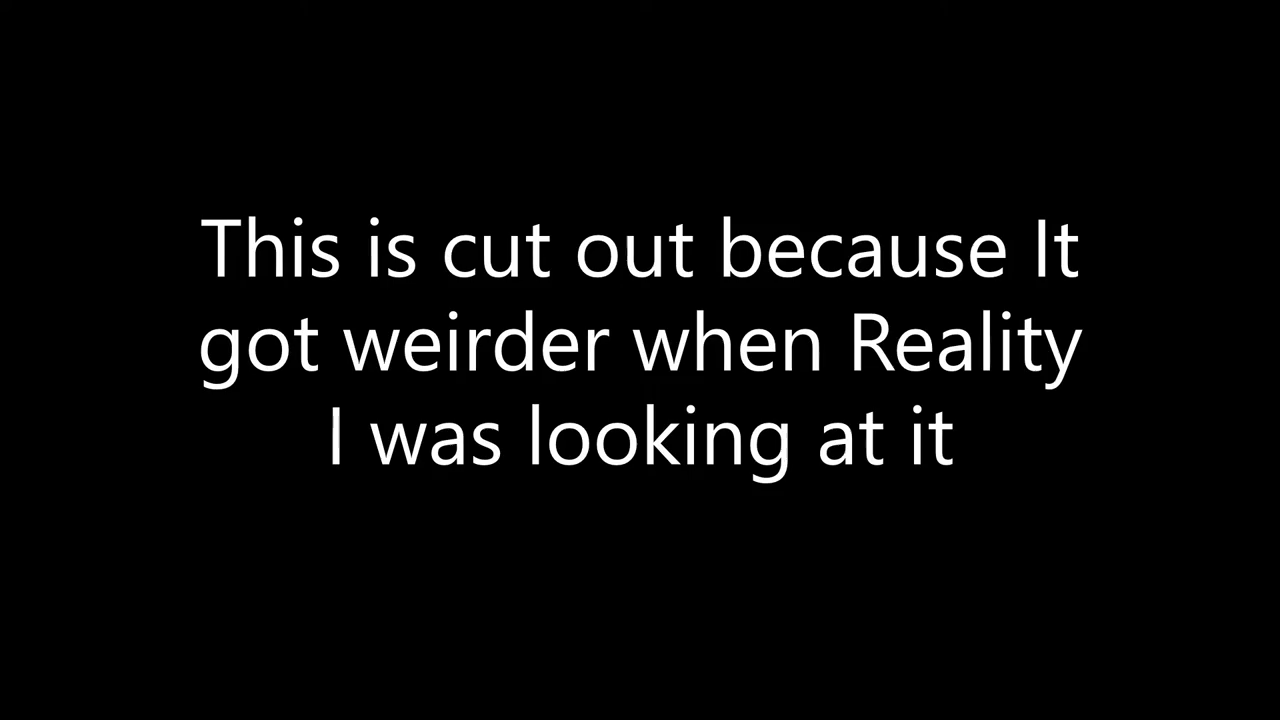 This is cut out because It
got weirder when Reality
I was looking at it